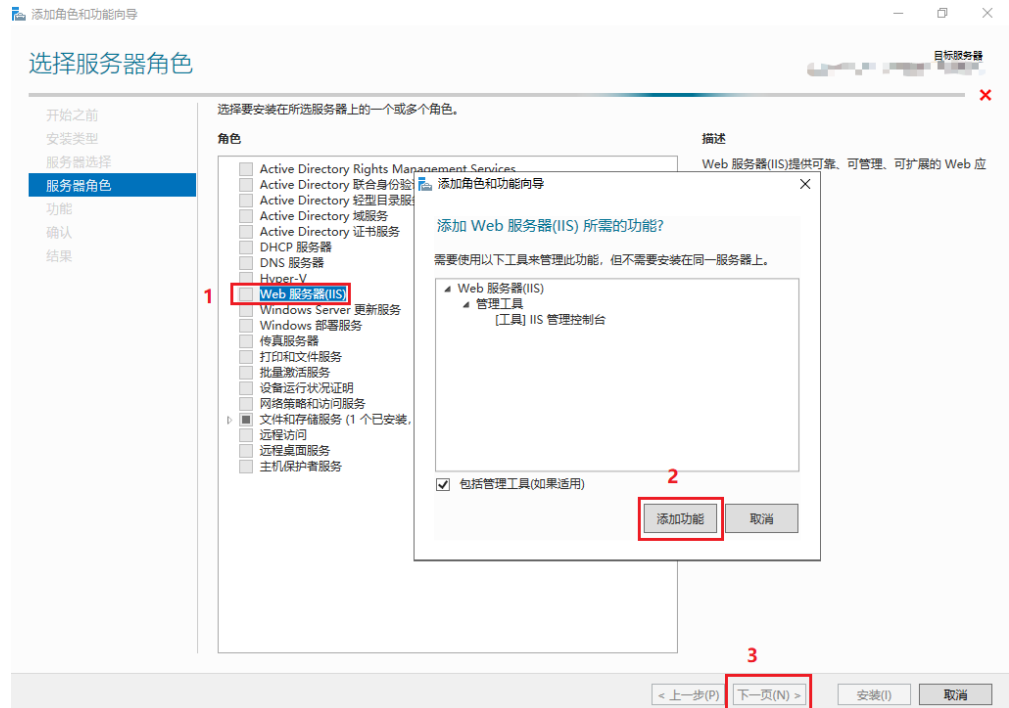 添加角色和功能向导
选择服务器角色
目标服务器
开始之前
安装类型
服务器选择
服务器角色
功能
确认
结果
选择要安装在所选服务器上的一个或多个角色。
角色
Active Directory Rights Management Services
Active Directory 联合身份验
Active Directory 轻型目录服
Active Directory 域服务
Active Directory 证书服务
DHCP 服务器
DNS 服务器
Hyper-V
1
Web 服务器(IIS)
Windows Server 更新服务
Windows 部署服务
传真服务器
打印和文件服务
批量激活服务
设备运行状况证明
网络策略和访问服务
文件和存储服务 (1 个已安装,
远程访问
远程桌面服务
主机保护者服务
描述
Web 服务器(IIS)提供可靠、可管理、可扩展的 Web 应
添加角色和功能向导
添加 Web 服务器(IIS) 所需的功能?
需要使用以下工具来管理此功能，但不需要安装在同一服务器上。
Web 服务器(IIS)
管理工具
[工具] IIS 管理控制台
包括管理工具(如果适用)
2
添加功能
取消
3
< 上一步(P)
下一页(N) >
安装(I)
取消